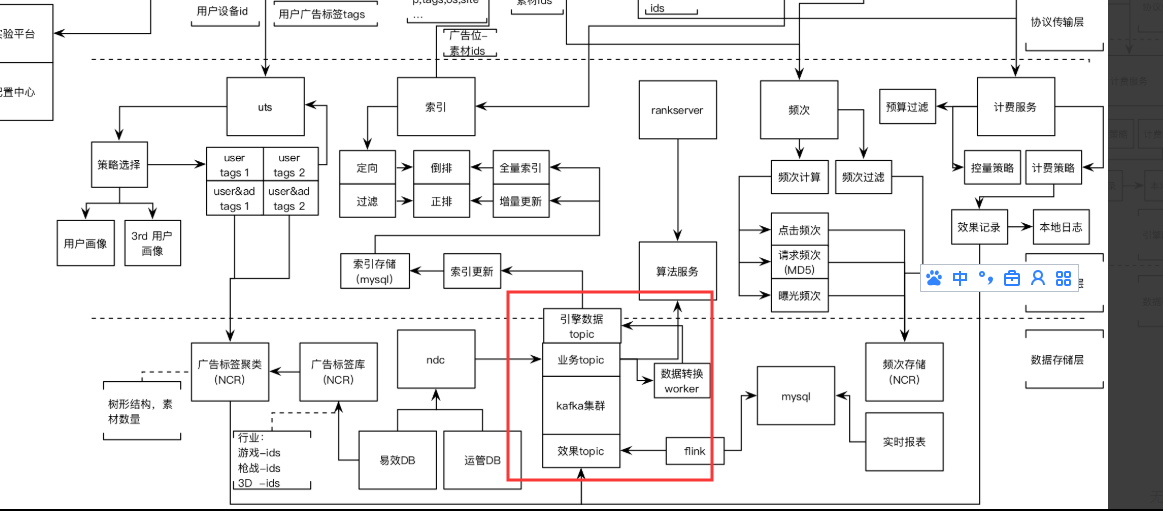 p,tags,os,site
素材ids
用户设备id
用户广告标签tags
...
ids
广告位-
素材ids
协议传输层
验平台
置中心
uts
索引
rankserver
频次
预算过滤
计费服务
策略选择
user
tags 1
user
tags 2
user&ad
tags 1
user&ad
tags 2
定向
倒排
全量索引
过滤
正排
增量更新
频次计算
频次过滤
控量策略
计费策略
用户画像
3rd 用户
画像
点击频次
请求频次
(MD5)
曝光频次
效果记录
本地日志
索引存储
(mysql)
索引更新
算法服务
中
层
引擎数据
topic
业务topic
kafka集群
效果topic
数据转换
worker
flink
广告标签聚类
(NCR)
广告标签库
(NCR)
ndc
mysql
频次存储
(NCR)
实时报表
数据存储层
树形结构，素
材数量
行业：
游戏-ids
枪战-ids
3D -ids
易效DB
运管DB